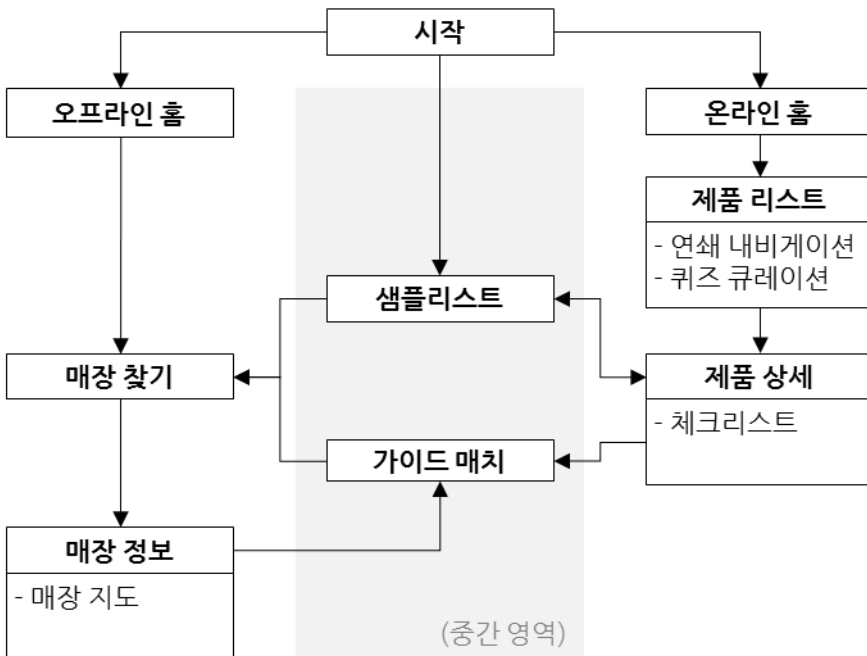 시작
오프라인 홈
온라인 홈
제품 리스트
- 연쇄 내비게이션
- 퀴즈 큐레이션
샘플리스트
매장 찾기
제품 상세
- 체크리스트
가이드 매치
매장 정보
- 매장 지도
(중간 영역)